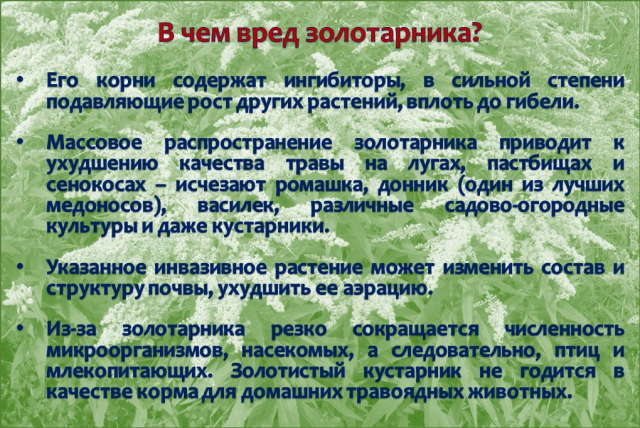 В чем вред золотарника?
• Его корни содержат ингибиторы, в сильной степени
подавляющие рост других растений, вплоть до гибели.
• Массовое распространение золотарника приводит к
ухудшению качества травы на лугах, пастбищах и
сенокосах – исчезают ромашка, донник (один из лучших
медоносов), василек, различные садово-огородные
культуры и даже кустарники.
• Указанное инвазивное растение может изменить состав и
структуру почвы, ухудшить ее аэрацию.
• Из-за золотарника резко сокращается численность
микроорганизмов, насекомых, а следовательно, птиц и
млекопитающих. Золотистый кустарник не годится в
качестве корма для домашних травоядных животных.